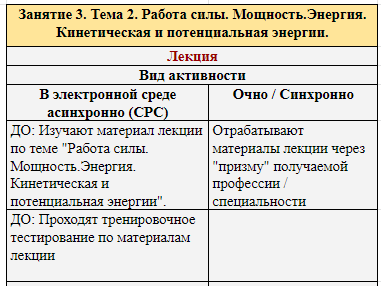 Занятие 3. Тема 2. Работа силы. Мощность.Энергия.
Кинетическая и потенциальная энергии.
Лекция
Вид активности
В электронной среде
асинхронно (СРС)
Очно / Синхронно
ДО: Изучают материал лекции
по теме "Работа силы.
Мощность.Энергия.
Кинетическая и
потенциальная энергии".
Отрабатывают
материалы лекции через
"призму" получаемой
профессии /
специальности
ДО: Проходят тренировочное
тестирование по материалам
лекции